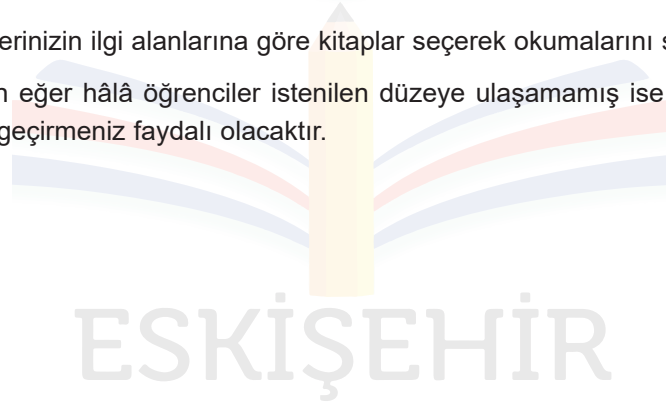 erinizin ilgi alanlarına göre kitaplar seçerek okumalarını s
n eğer hâlâ öğrenciler istenilen düzeye ulaşamamış ise
geçirmeniz faydalı olacaktır.
ESKİŞEHİR